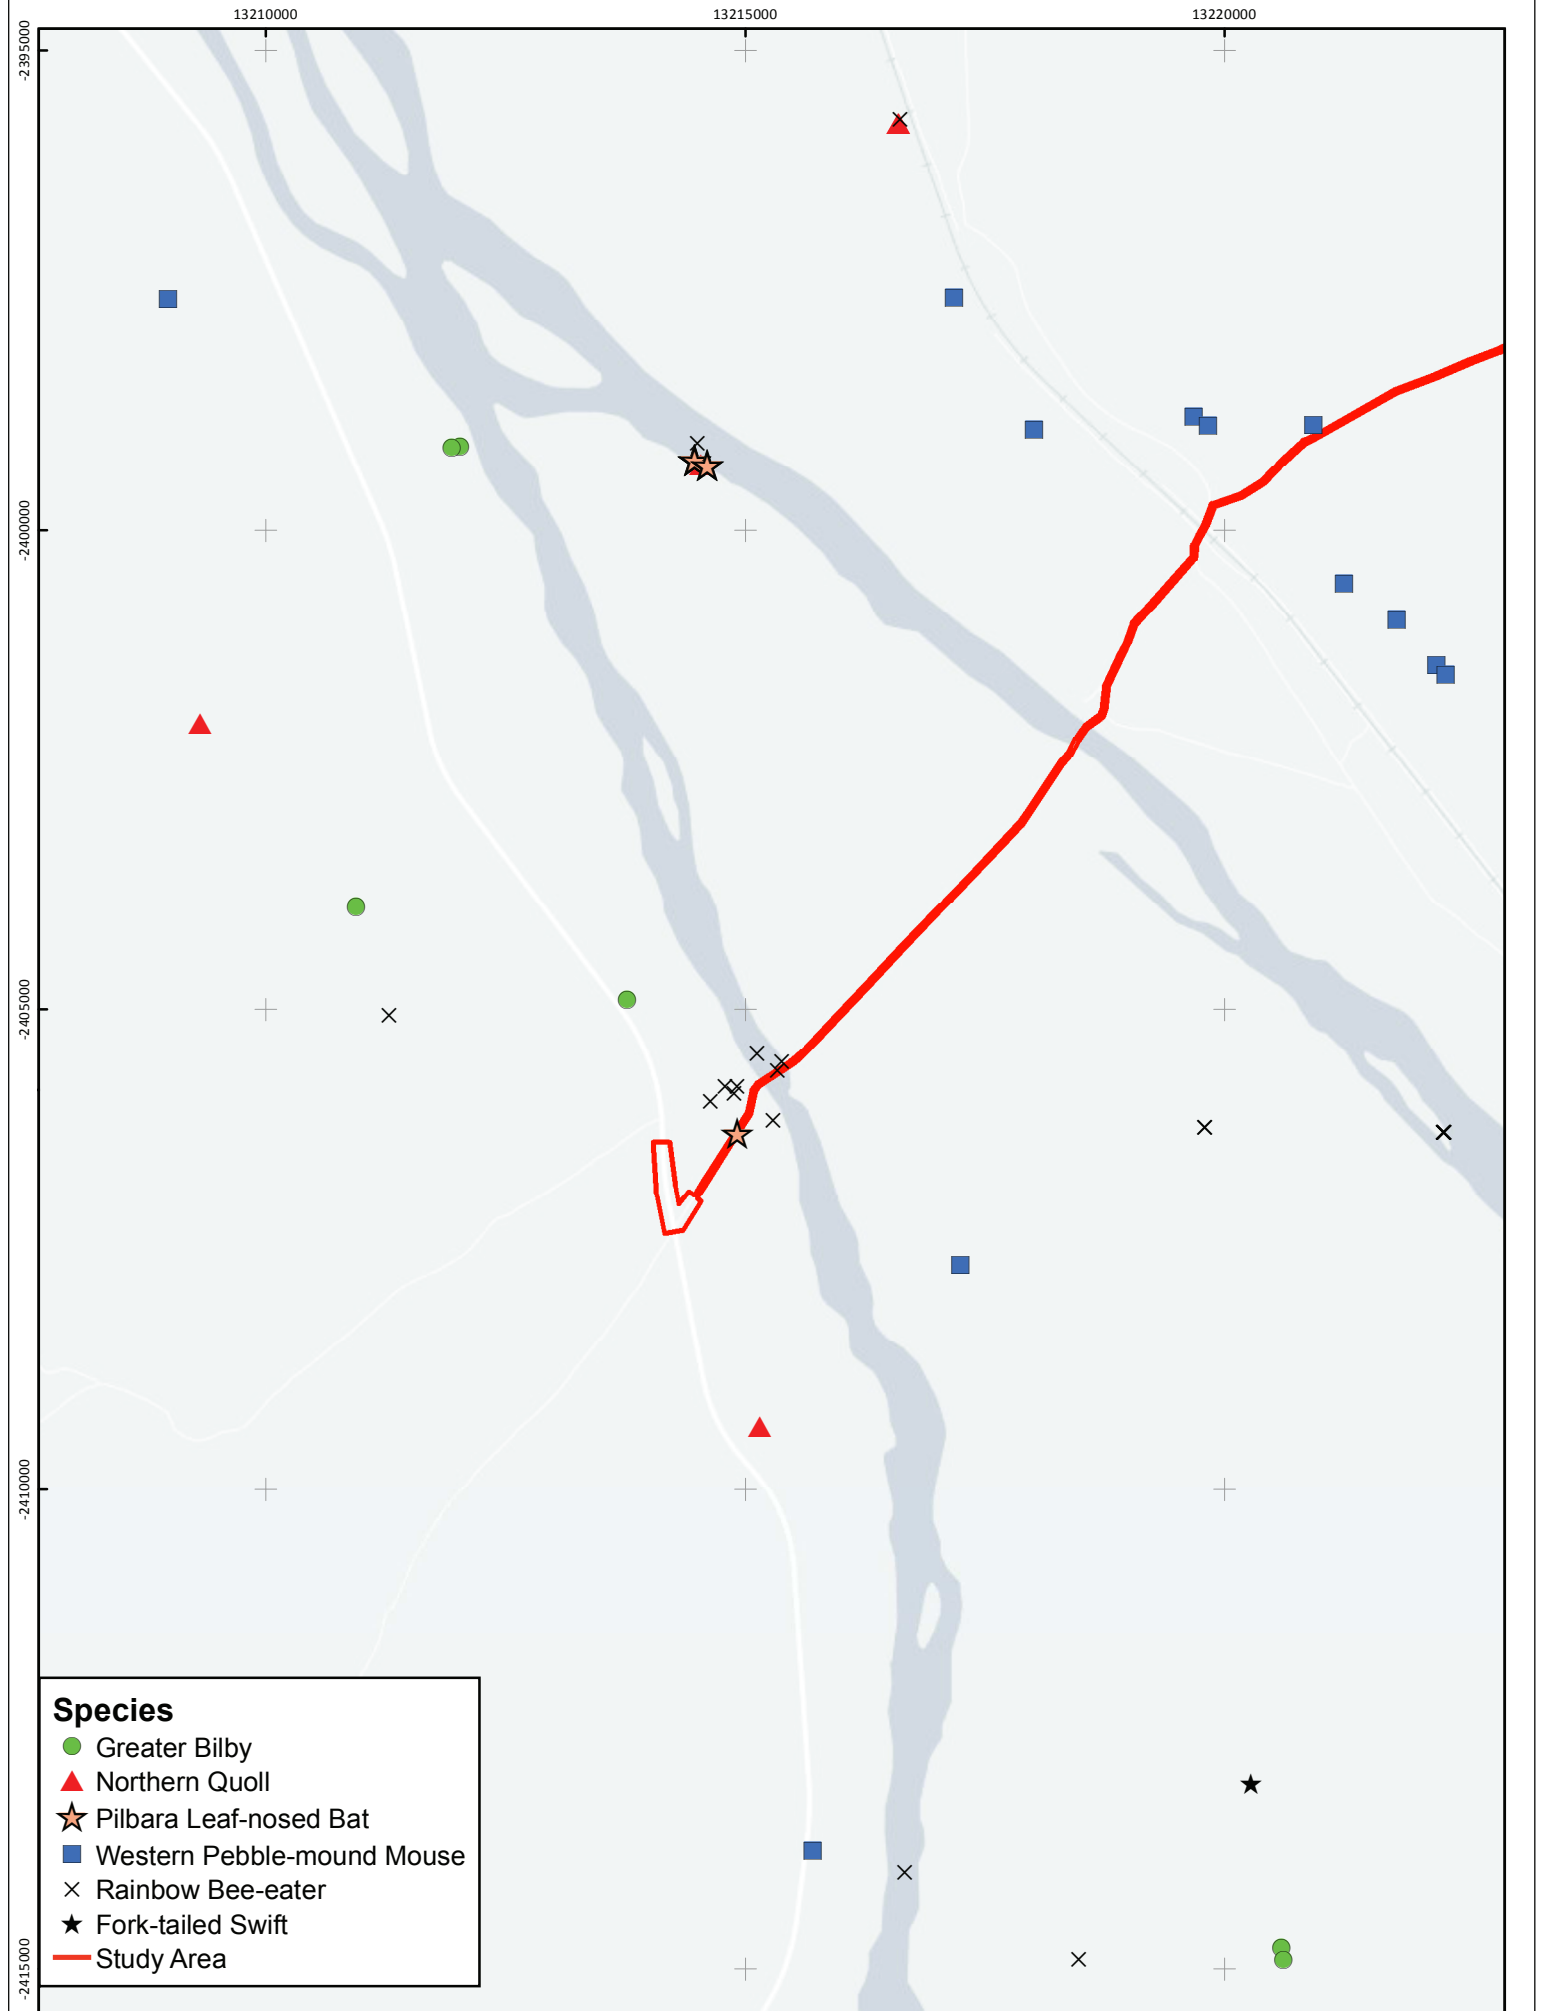 13210000 13215000 13220000
-2395000
-2400000
-2405000
-2410000
-2415000
Species
Greater Bilby
Northern Quoll
Pilbara Leaf-nosed Bat
Western Pebble-mound Mouse
Rainbow Bee-eater
Fork-tailed Swift
Study Area